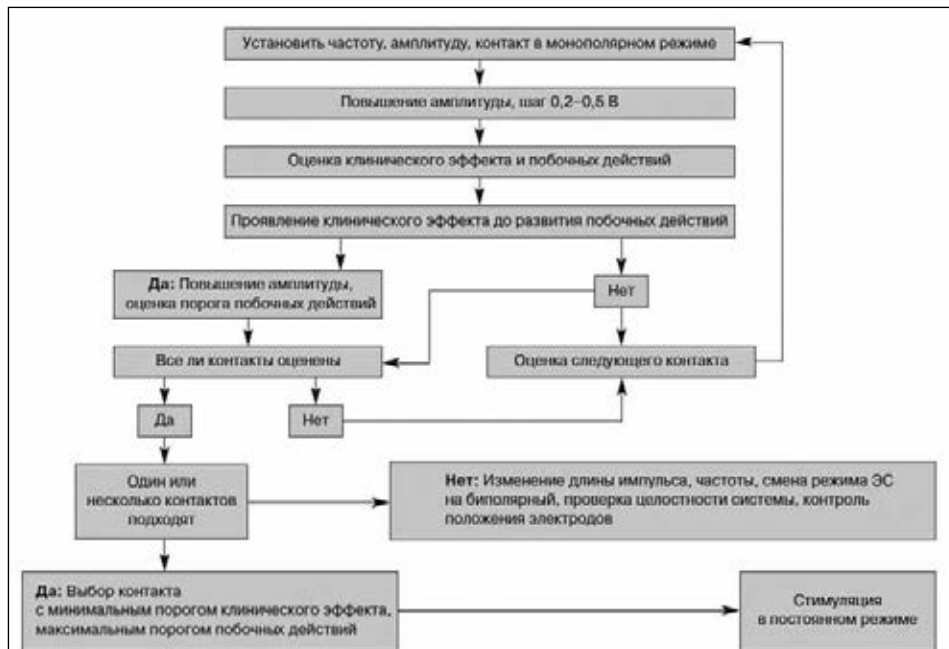 Установить частоту, амплитуду, контакт в монополярном режиме
Повышение амплитуды, шаг 0,2–0,5 В
Оценка клинического эффекта и побочных действий
Проявление клинического эффекта до развития побочных действий
Да: Повышение амплитуды,
оценка порога побочных действий
Нет
Все ли контакты оценены
Оценка следующего контакта
Да
Нет
Один или
несколько контактов
подходят
Нет: Изменение длины импульса, частоты, смена режима ЭС
на биполярный, проверка целостности системы, контроль
положения электродов
Да: Выбор контакта
с минимальным порогом клинического эффекта,
максимальным порогом побочных действий
Стимуляция
в постоянном режиме